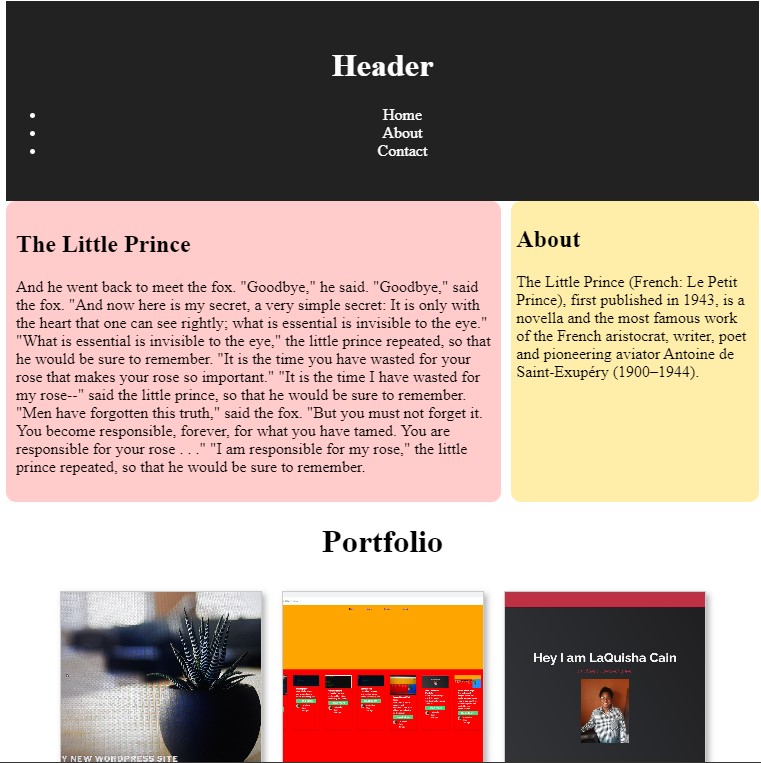 Header
Home
About
Contact
The Little Prince
And he went back to meet the fox. "Goodbye," he said. "Goodbye," said
the fox. "And now here is my secret, a very simple secret: It is only with
the heart that one can see rightly; what is essential is invisible to the eye."
"What is essential is invisible to the eye," the little prince repeated, so that
he would be sure to remember. "It is the time you have wasted for your
rose that makes your rose so important." "It is the time I have wasted for
my rose--" said the little prince, so that he would be sure to remember.
"Men have forgotten this truth," said the fox. "But you must not forget it.
You become responsible, forever, for what you have tamed. You are
responsible for your rose . . ." "I am responsible for my rose," the little
prince repeated, so that he would be sure to remember.
About
The Little Prince (French: Le Petit
Prince), first published in 1943, is a
novella and the most famous work
of the French aristocrat, writer, poet
and pioneering aviator Antoine de
Saint-Exupéry (1900–1944).
Portfolio
Y NEW WORDPRESS SITE
Hey I am LaQuisha Cain